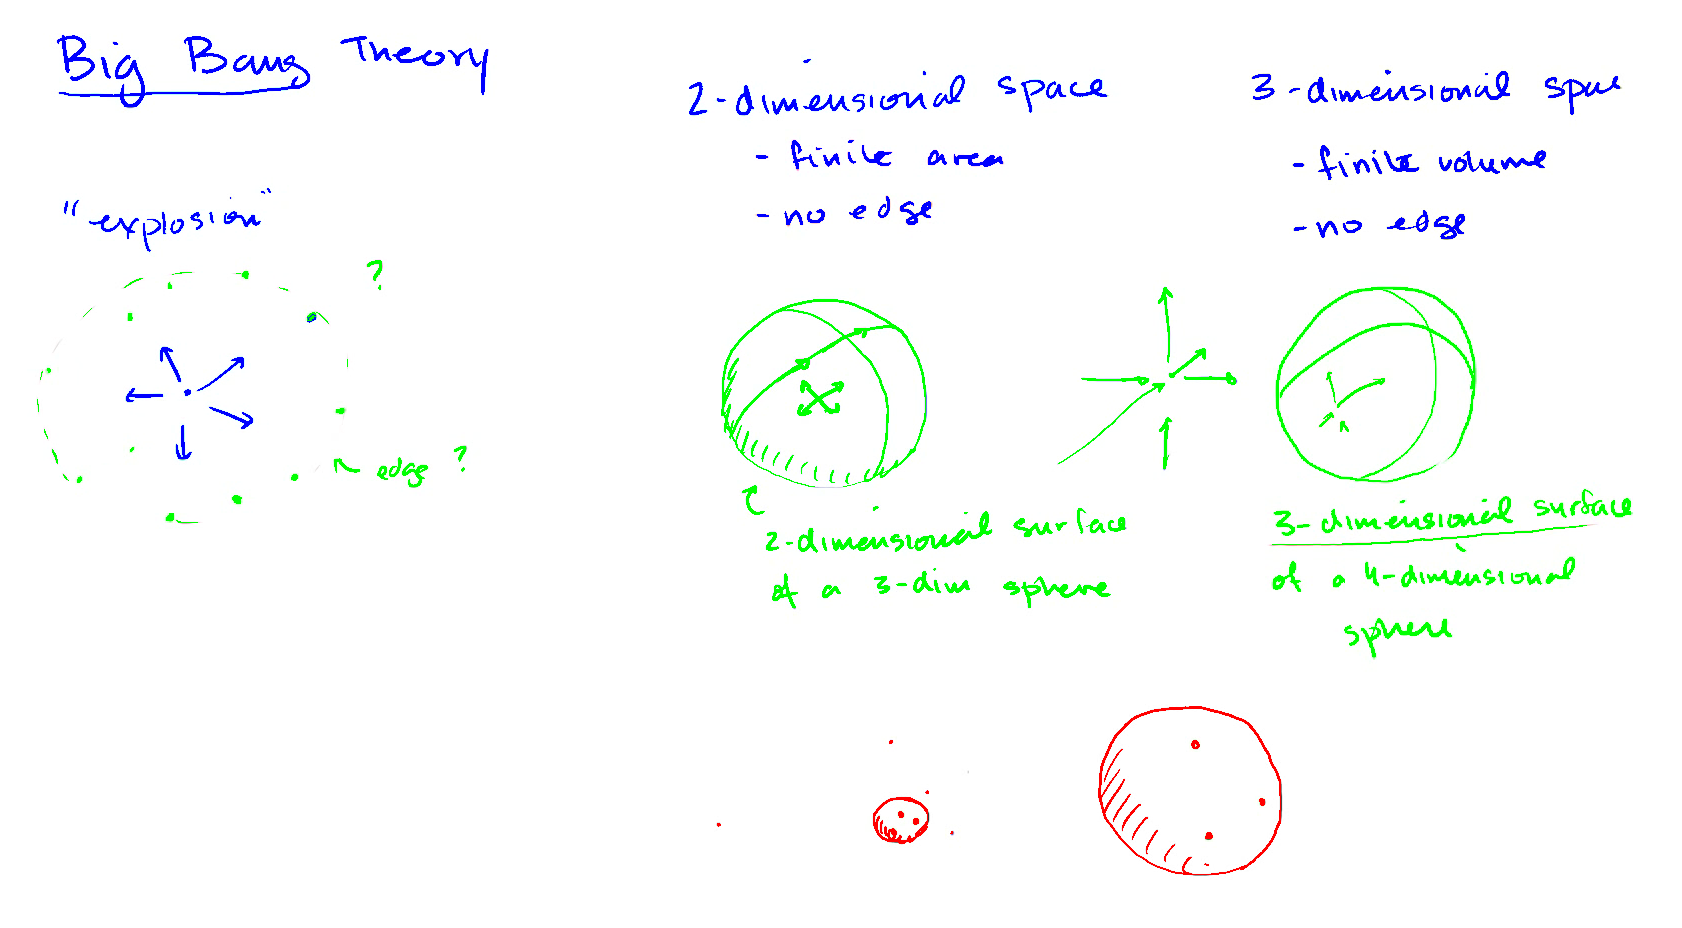 Big Bang Theory
"explosion"
?
edge ?
2-dimensional space
- finite area
- no edge
2-dimensional surface
of a 3-dim sphere
3-dimensional space
- finite volume
- no edge
3-dimensional surface
of a 4-dimensional
sphere